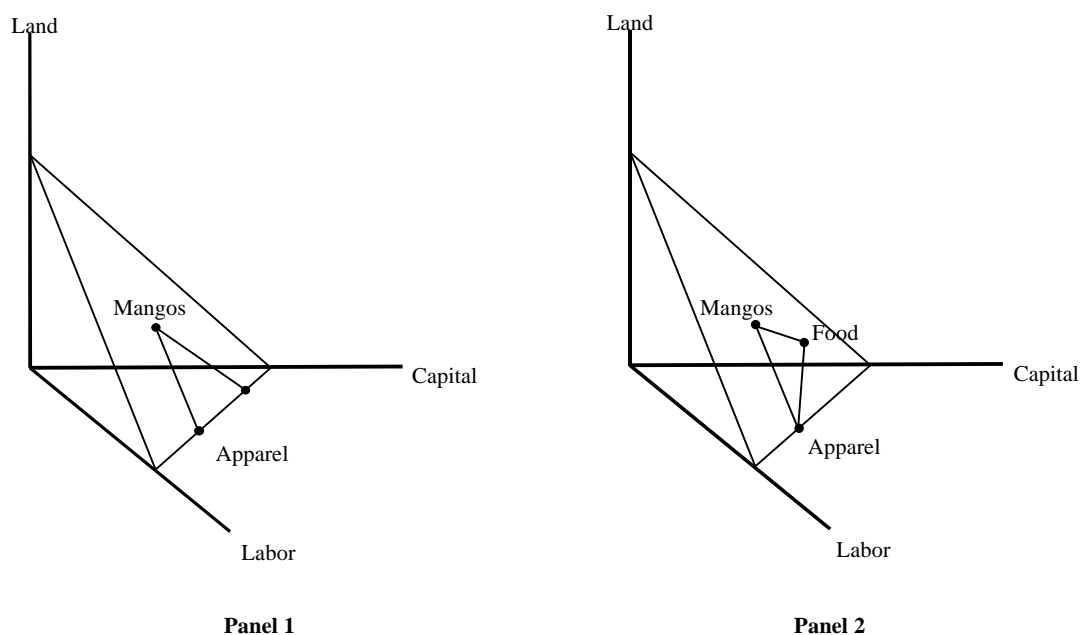 Land
Mangos
Capital
Apparel
Labor
Panel 1
Land
Mangos
Food
Capital
Apparel
Labor
Panel 2